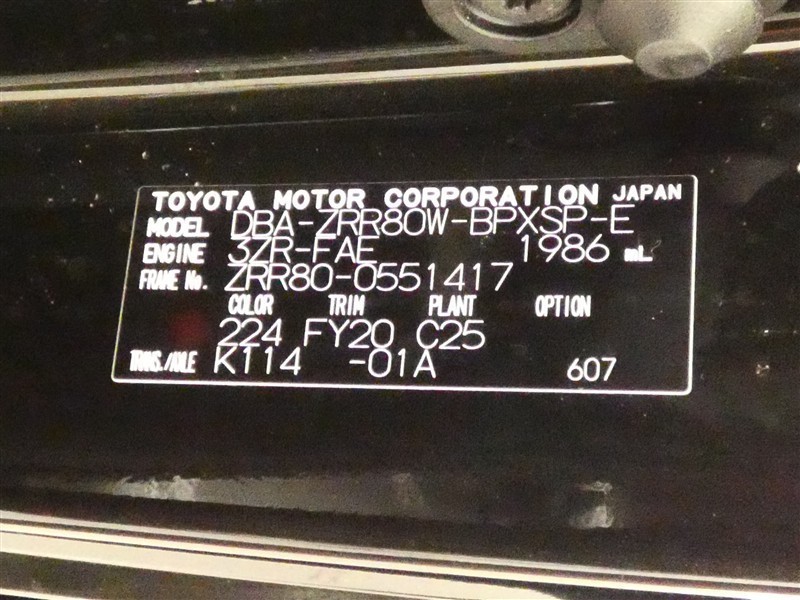 TOYOTA MOTOR CORPORATION JAPAN
MODEL DBA-ZRR80W-BPXSP-E
ENGINE 3ZR-FAE 1986 mL
FRAME No. ZRR80-0551417
COLOR TRIM PLANT OPTION
224 FY20 C25
TRANS./AXLE K114 -01A 607